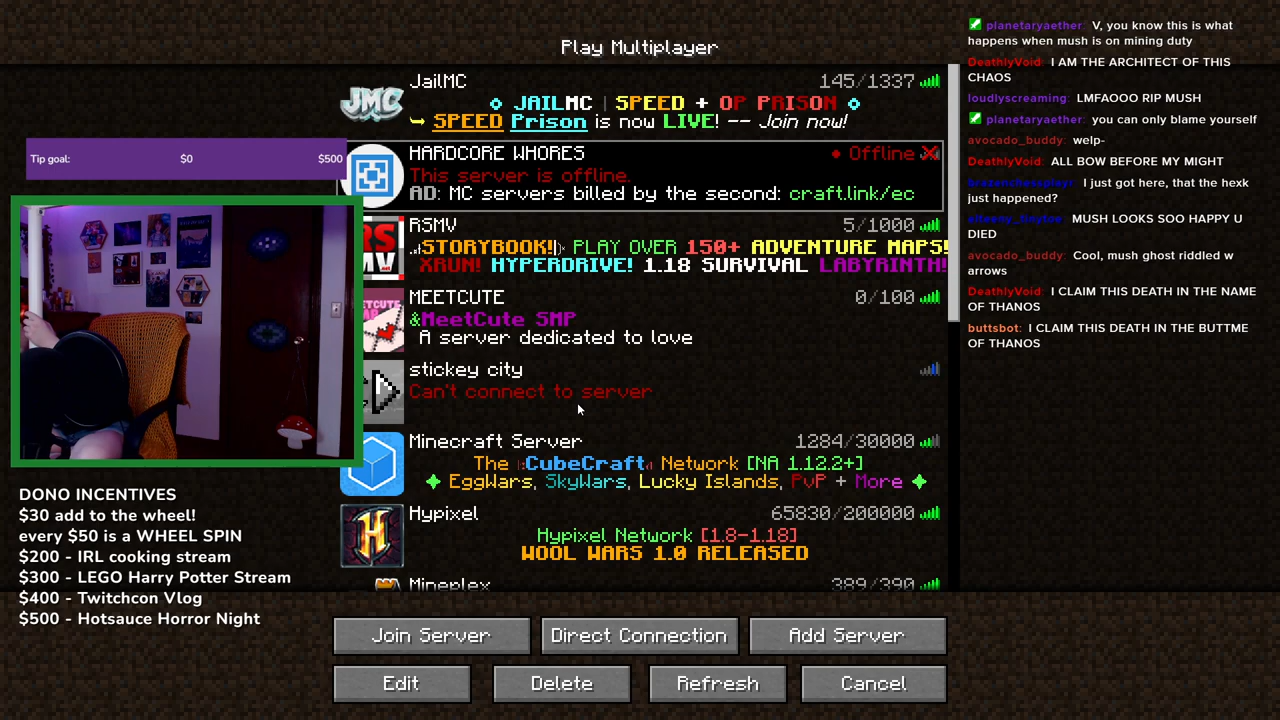 Play Multiplayer
JMC
JailMC
145/1337
JAILMC | SPEED + OP PRISON
SPEED Prison is now LIVE! -- Join now!
HARDCORE WHORES
Offline
This server is offline.
AD: MC servers billed by the second: craft.link/ec
RSMV
5/1000
STORYBOOK! PLAY OVER 150+ ADVENTURE MAPS!
XRUN! HYPERDRIVE! 1.18 SURVIVAL LABYRINTH!
MEETCUTE
0/100
&MeetCute SMP
A server dedicated to love
stickey city
Can't connect to server
Minecraft Server
1284/30000
The CubeCraft Network [NA 1.12.2+]
EggWars, SkyWars, Lucky Islands, PvP + More
Hypixel
65830/200000
Hypixel Network [1.8-1.18]
WOOL WARS 1.0 RELEASED
Mineplex
389/390
Join Server
Direct Connection
Add Server
Edit
Delete
Refresh
Cancel
Tip goal:
$0
$500
DONO INCENTIVES
$30 add to the wheel!
every $50 is a WHEEL SPIN
$200 - IRL cooking stream
$300 - LEGO Harry Potter Stream
$400 - Twitchcon Vlog
$500 - Hotsauce Horror Night
planetaryaether: V, you know this is what
happens when mush is on mining duty
DeathlyVoid: I AM THE ARCHITECT OF THIS
CHAOS
loudlyscreaming: LMFAOOO RIP MUSH
planetaryaether: you can only blame yourself
avocado_buddy: welp-
DeathlyVoid: ALL BOW BEFORE MY MIGHT
I just got here, that the hexk
just happened?
MUSH LOOKS SOO HAPPY U
DIED
avocado_buddy: Cool, mush ghost riddled w
arrows
DeathlyVoid: I CLAIM THIS DEATH IN THE NAME
OF THANOS
buttsbot: I CLAIM THIS DEATH IN THE BUTTME
OF THANOS